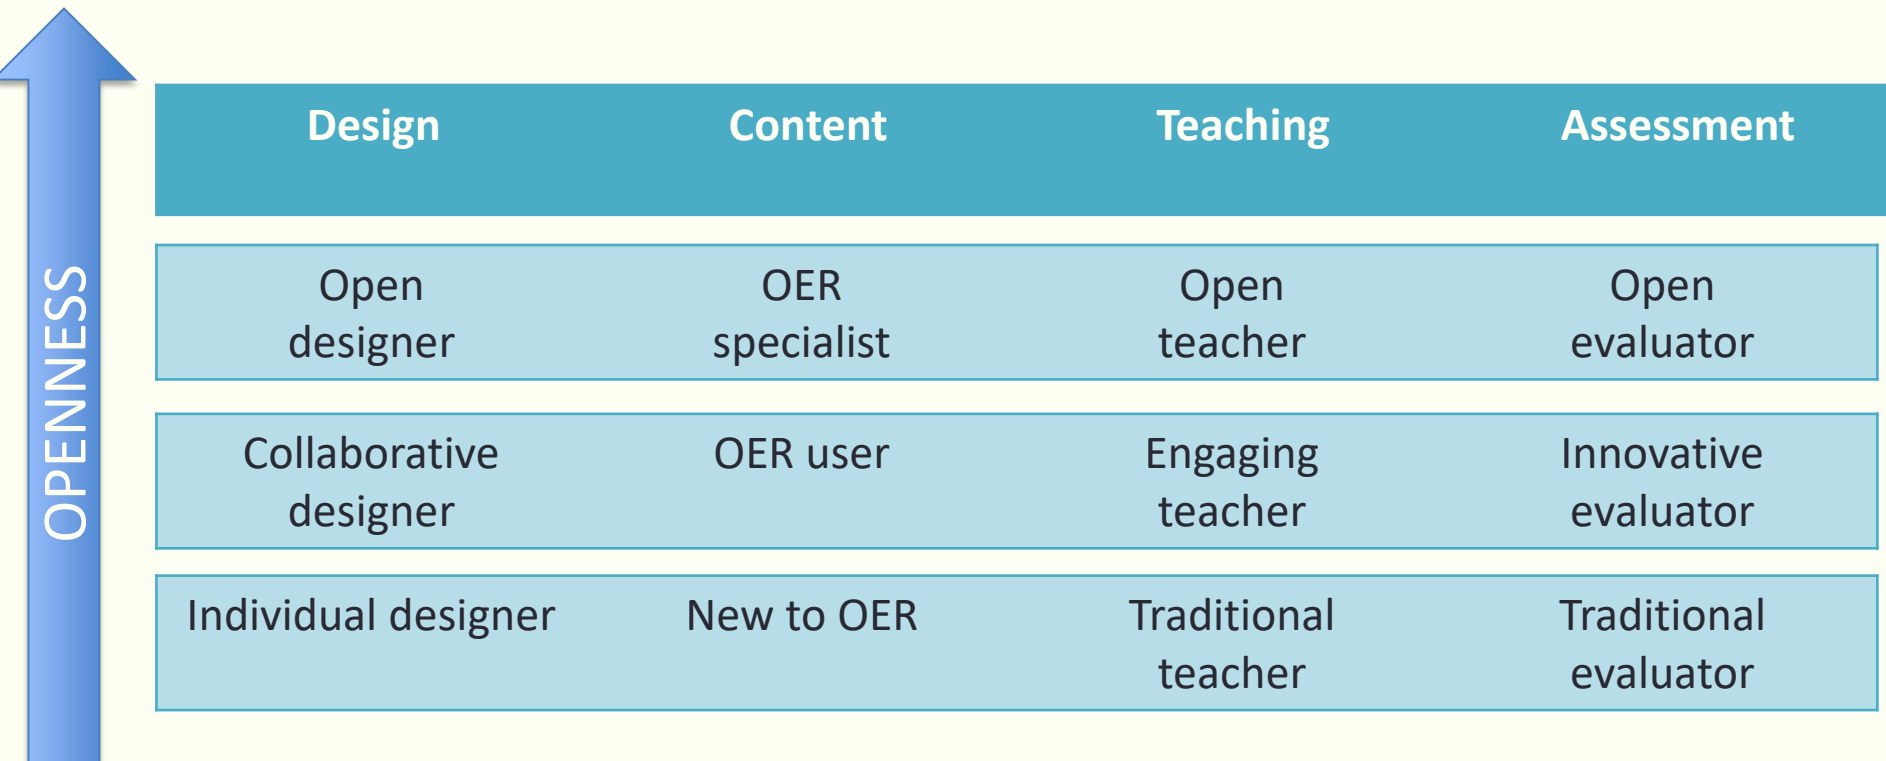 OPENNESS
Design Content Teaching Assessment
Open OER Open Open
designer specialist teacher evaluator
Collaborative OER user Engaging Innovative
designer teacher evaluator
Individual designer New to OER Traditional Traditional
teacher evaluator